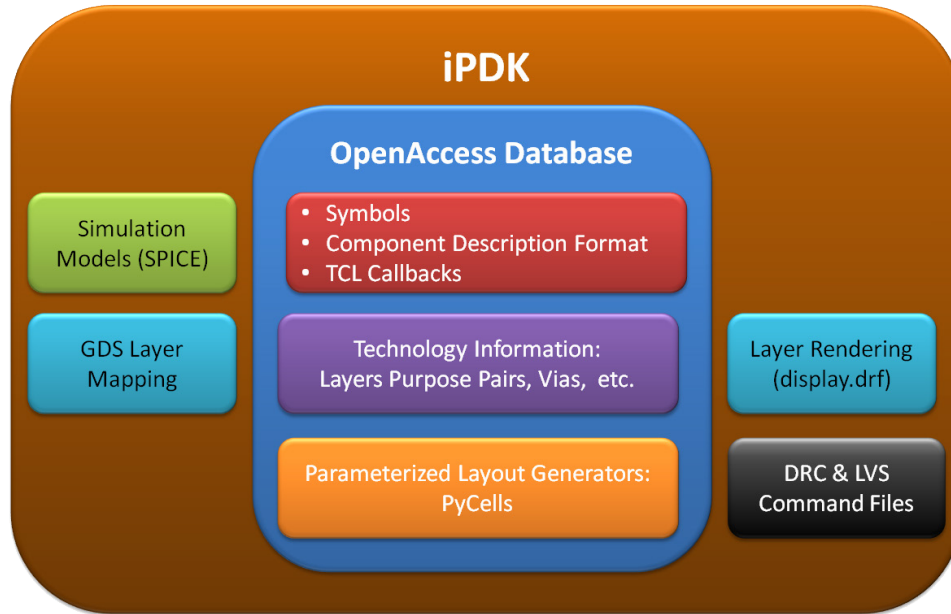 iPDK
OpenAccess Database
Simulation
Models (SPICE)
• Symbols
• Component Description Format
• TCL Callbacks
GDS Layer
Mapping
Technology Information:
Layers Purpose Pairs, Vias, etc.
Layer Rendering
(display.drf)
Parameterized Layout Generators:
PyCells
DRC & LVS
Command Files